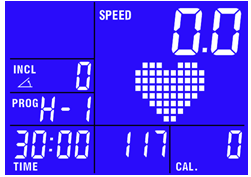 SPEED 0.0
INCL 0
PROG H-1
30:00 117 0
TIME CAL.